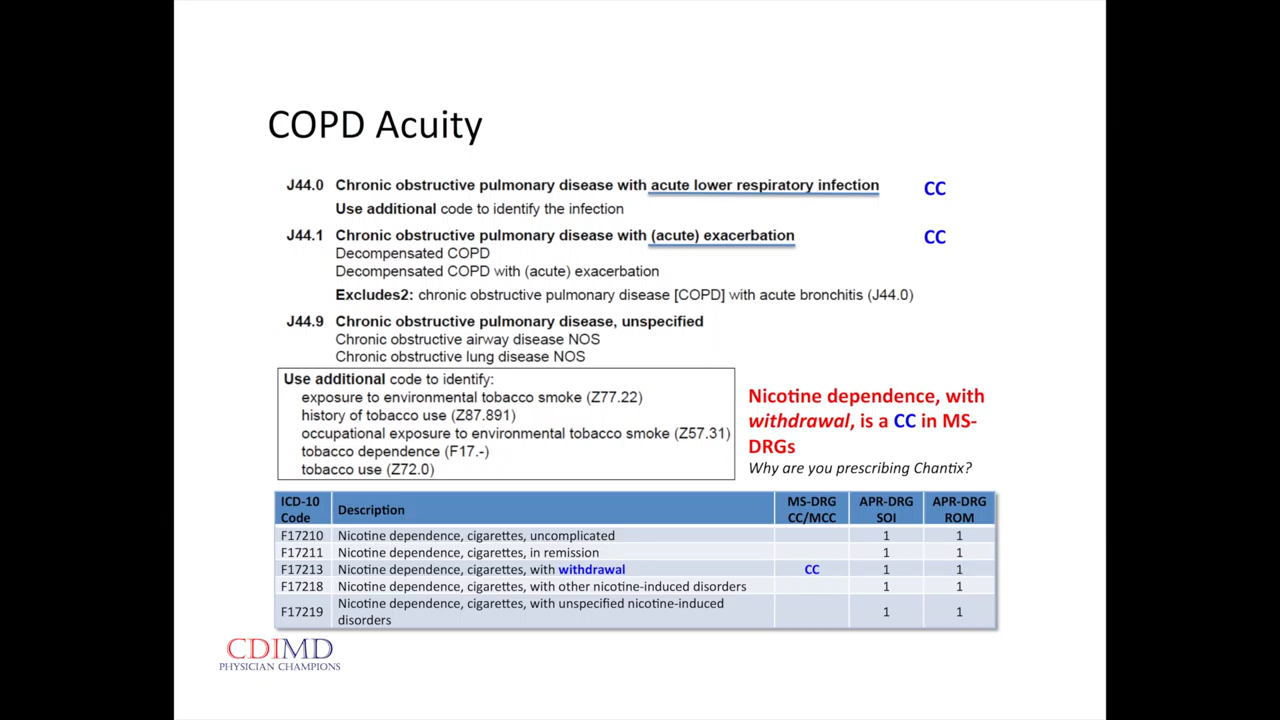 COPD Acuity
J44.0 Chronic obstructive pulmonary disease with acute lower respiratory infection CC
Use additional code to identify the infection
J44.1 Chronic obstructive pulmonary disease with (acute) exacerbation CC
Decompensated COPD
Decompensated COPD with (acute) exacerbation
Excludes2: chronic obstructive pulmonary disease [COPD] with acute bronchitis (J44.0)
J44.9 Chronic obstructive pulmonary disease, unspecified
Chronic obstructive airway disease NOS
Chronic obstructive lung disease NOS
Use additional code to identify:
exposure to environmental tobacco smoke (Z77.22)
history of tobacco use (Z87.891)
occupational exposure to environmental tobacco smoke (Z57.31)
tobacco dependence (F17.-)
tobacco use (Z72.0)
Nicotine dependence, with
withdrawal, is a CC in MS-
DRGs
Why are you prescribing Chantix?
ICD-10 Code Description MS-DRG CC/MCC APR-DRG SOI APR-DRG ROM
F17210 Nicotine dependence, cigarettes, uncomplicated 1 1
F17211 Nicotine dependence, cigarettes, in remission 1 1
F17213 Nicotine dependence, cigarettes, with withdrawal CC 1 1
F17218 Nicotine dependence, cigarettes, with other nicotine-induced disorders 1 1
F17219 Nicotine dependence, cigarettes, with unspecified nicotine-induced disorders 1 1
CDIMD
PHYSICIAN CHAMPIONS